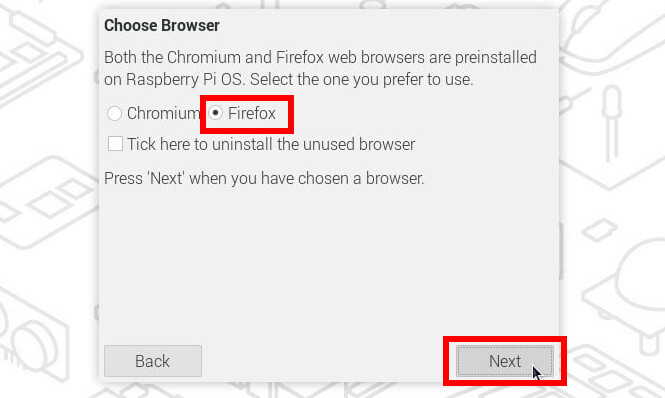 Choose Browser
Both the Chromium and Firefox web browsers are preinstalled
on Raspberry Pi OS. Select the one you prefer to use.
Chromium Firefox
Tick here to uninstall the unused browser
Press 'Next' when you have chosen a browser.
Back Next